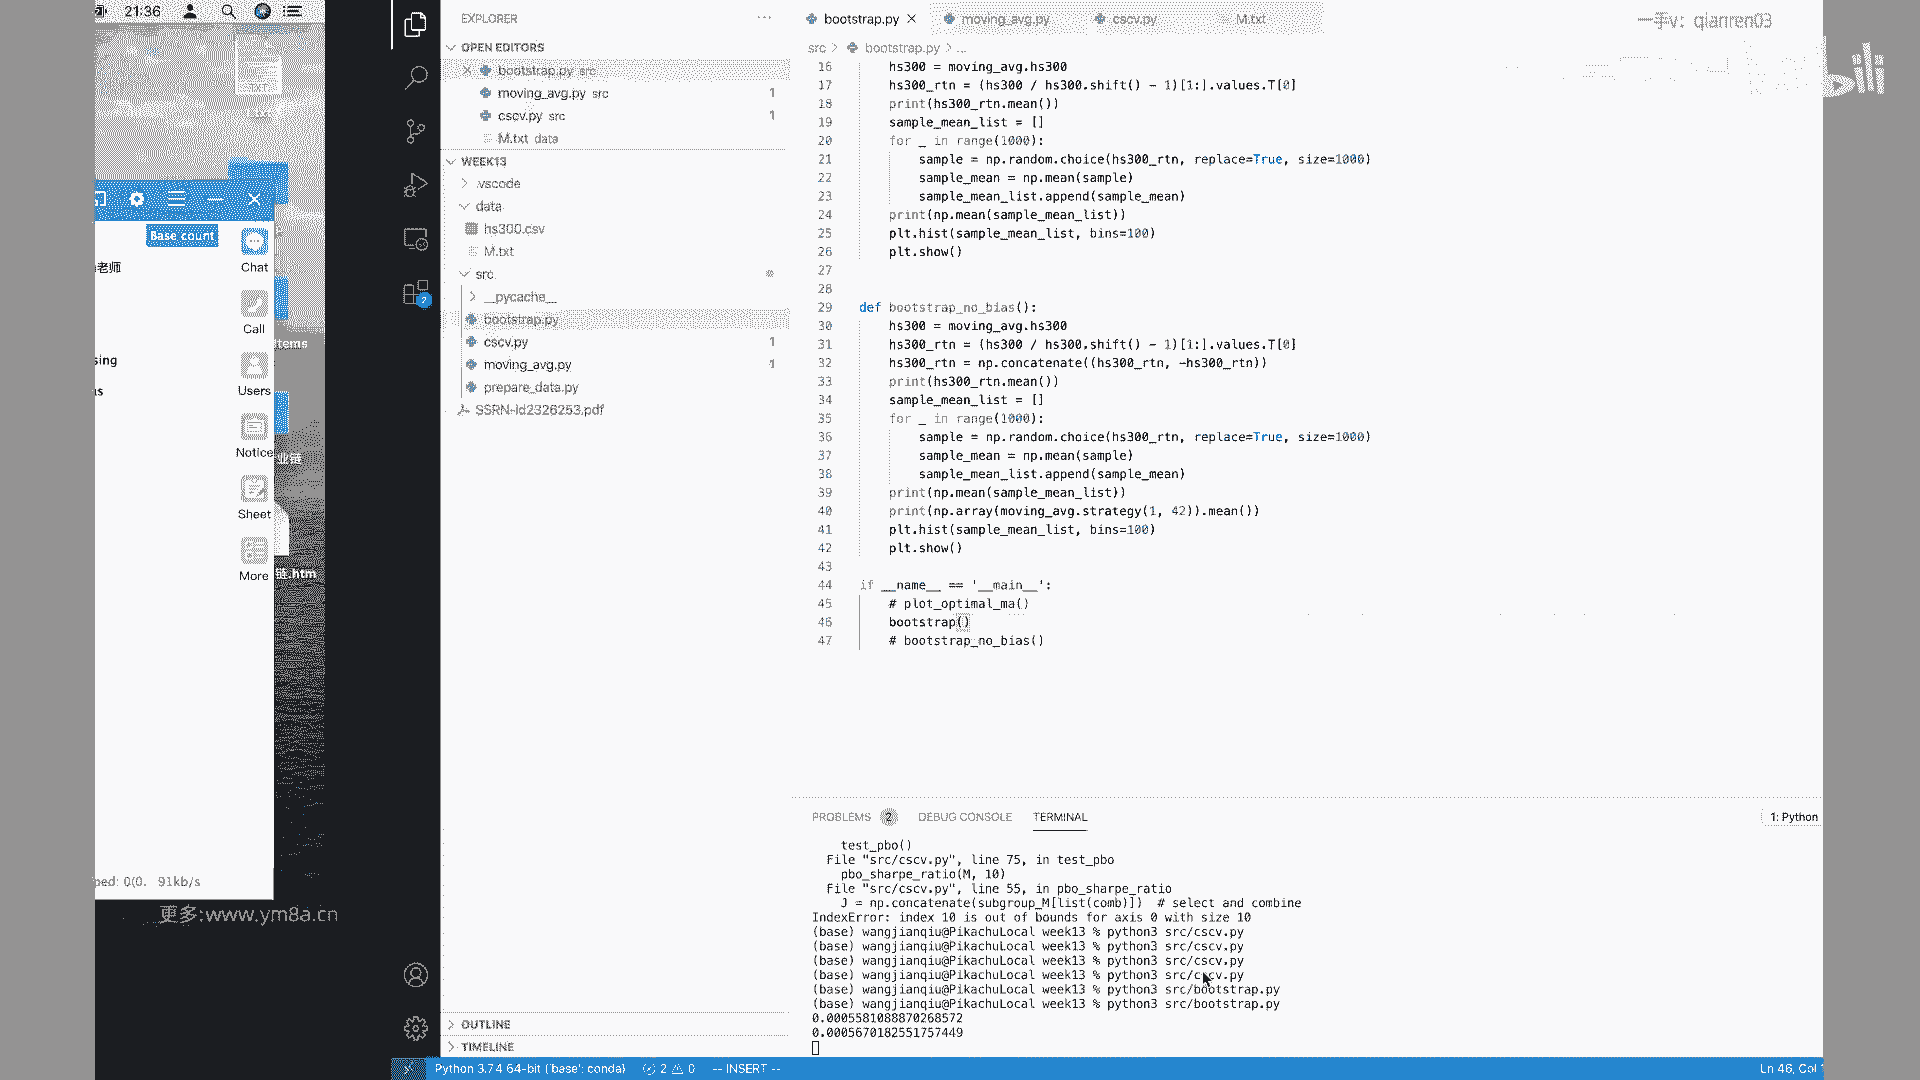 21:36
Base count
老师
Chat
Call
Items
sing
Users
Notice
业链
Sheet
More
链.htm
91kb/s
更多:www.ym8a.cn
EXPLORER
OPEN EDITORS
bootstrap.py src
moving_avg.py src 1
cscv.py src 1
M.txt data
WEEK13
.vscode
data
hs300.csv
M.txt
src
__pycache__
bootstrap.py
cscv.py 1
moving_avg.py 1
prepare_data.py
SSRN-id2326253.pdf
OUTLINE
TIMELINE
bootstrap.py
moving_avg.py
cscv.py
M.txt
一手v: qianren03
bili
src > bootstrap.py > ...
16 hs300 = moving_avg.hs300
17 hs300_rtn = (hs300 / hs300.shift() - 1)[1:].values.T[0]
18 print(hs300_rtn.mean())
19 sample_mean_list = []
20 for _ in range(1000):
21 sample = np.random.choice(hs300_rtn, replace=True, size=1000)
22 sample_mean = np.mean(sample)
23 sample_mean_list.append(sample_mean)
24 print(np.mean(sample_mean_list))
25 plt.hist(sample_mean_list, bins=100)
26 plt.show()
27
28
29 def bootstrap_no_bias():
30 hs300 = moving_avg.hs300
31 hs300_rtn = (hs300 / hs300.shift() - 1)[1:].values.T[0]
32 hs300_rtn = np.concatenate((hs300_rtn, -hs300_rtn))
33 print(hs300_rtn.mean())
34 sample_mean_list = []
35 for _ in range(1000):
36 sample = np.random.choice(hs300_rtn, replace=True, size=1000)
37 sample_mean = np.mean(sample)
38 sample_mean_list.append(sample_mean)
39 print(np.mean(sample_mean_list))
40 print(np.array(moving_avg.strategy(1, 42)).mean())
41 plt.hist(sample_mean_list, bins=100)
42 plt.show()
43
44 if __name__ == '__main__':
45 # plot_optimal_ma()
46 bootstrap()
47 # bootstrap_no_bias()
PROBLEMS 2 DEBUG CONSOLE TERMINAL 1: Python
test_pbo()
File "src/cscv.py", line 75, in test_pbo
pbo_sharpe_ratio(M, 10)
File "src/cscv.py", line 55, in pbo_sharpe_ratio
J = np.concatenate(subgroup_M[list(comb)]) # select and combine
IndexError: index 10 is out of bounds for axis 0 with size 10
(base) wangjianqiu@PikachuLocal week13 % python3 src/cscv.py
(base) wangjianqiu@PikachuLocal week13 % python3 src/cscv.py
(base) wangjianqiu@PikachuLocal week13 % python3 src/cscv.py
(base) wangjianqiu@PikachuLocal week13 % python3 src/cscv.py
(base) wangjianqiu@PikachuLocal week13 % python3 src/bootstrap.py
(base) wangjianqiu@PikachuLocal week13 % python3 src/bootstrap.py
0.0005581088870268572
0.0005670182551757449
Python 3.7.4 64-bit ('base': conda) 2 0 -- INSERT -- Ln 46, Col